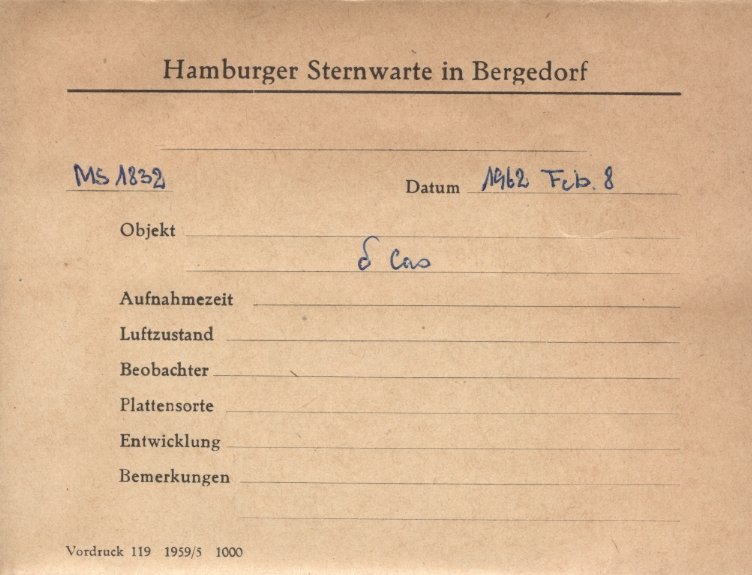 Hamburger Sternwarte in Bergedorf
MS 1832 Datum 1962 Feb. 8
Objekt
δ Cas
Aufnahmezeit
Luftzustand
Beobachter
Plattensorte
Entwicklung
Bemerkungen
Vordruck 119 1959/5 1000